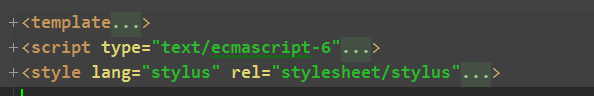 +<template...>
+<script type="text/ecmascript-6"...>
+<style lang="stylus" rel="stylesheet/stylus"...>